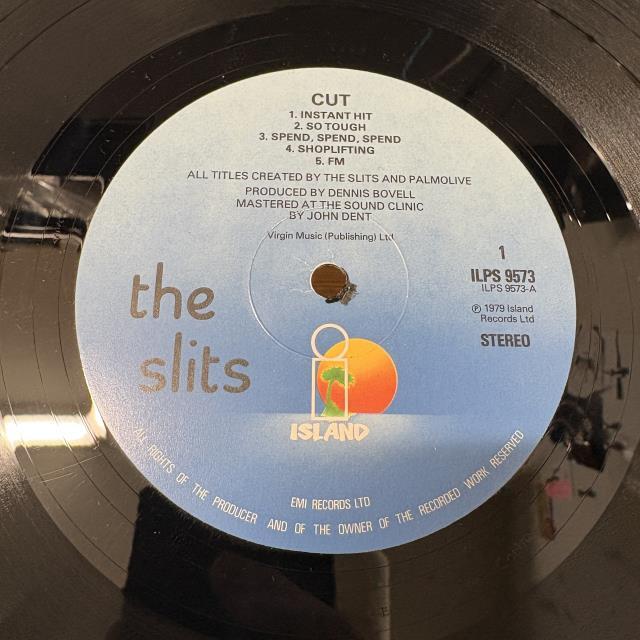 CUT
1. INSTANT HIT
2. SO TOUGH
3. SPEND, SPEND, SPEND
4. SHOPLIFTING
5. FM
ALL TITLES CREATED BY THE SLITS AND PALMOLIVE
PRODUCED BY DENNIS BOVELL
MASTERED AT THE SOUND CLINIC
BY JOHN DENT
Virgin Music (Publishing) Ltd
1
ILPS 9573
ILPS 9573-A
℗ 1979 Island
Records Ltd
STEREO
the
slits
ISLAND
EMI RECORDS LTD
ALL RIGHTS OF THE PRODUCER AND OF THE OWNER OF THE RECORDED WORK RESERVED